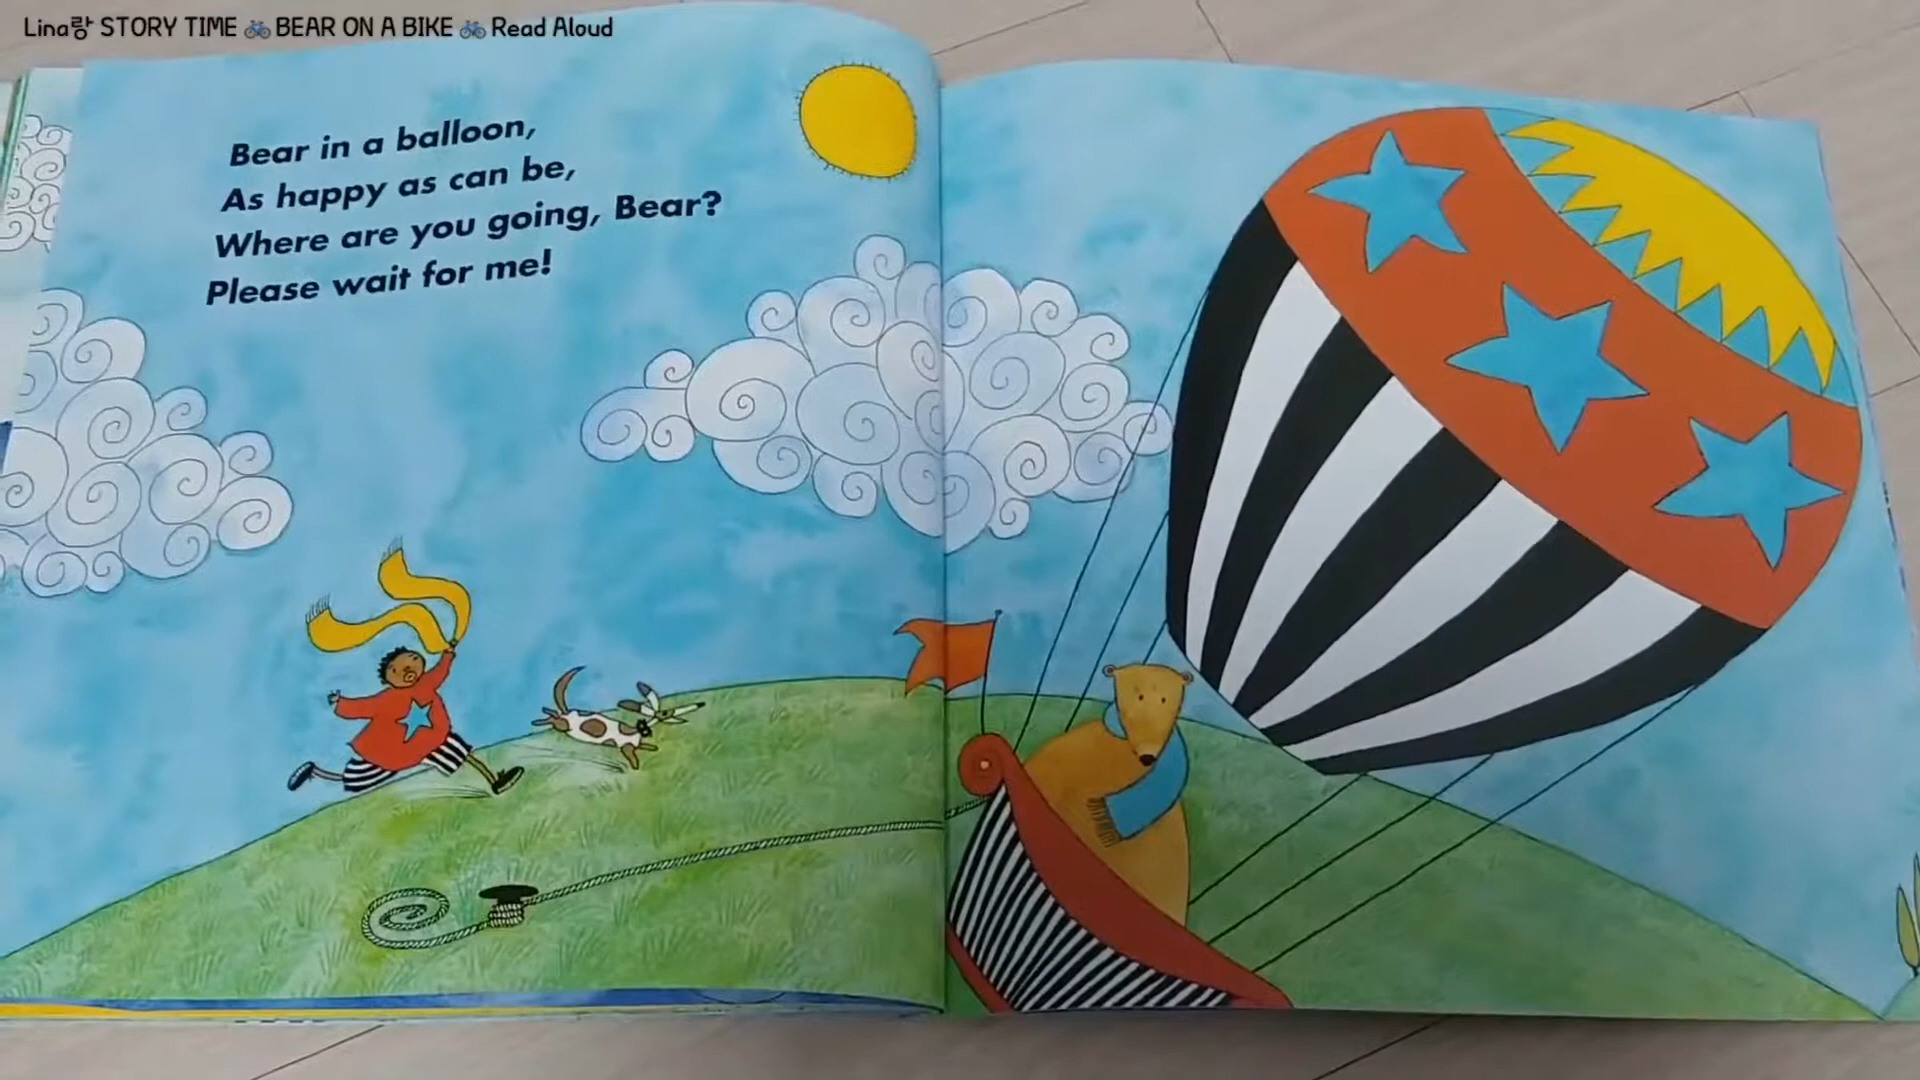 Lina랑 STORY TIME 🚲 BEAR ON A BIKE 🚲 Read Aloud
Bear in a balloon,
As happy as can be,
Where are you going, Bear?
Please wait for me!